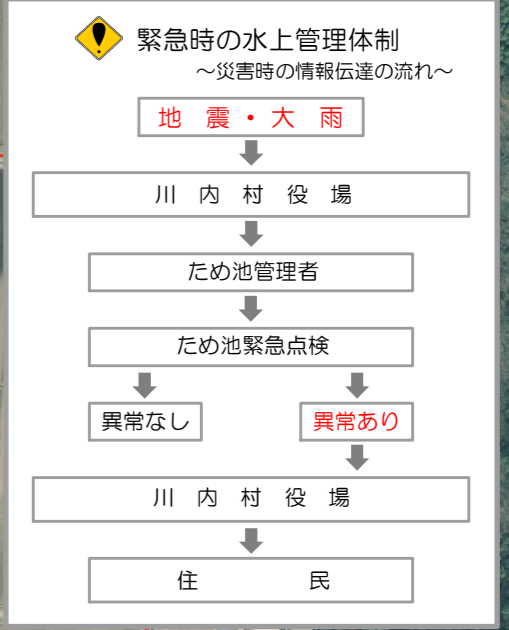 緊急時の水上管理体制
～災害時の情報伝達の流れ～
地 震・大 雨
川 内 村 役 場
ため池管理者
ため池緊急点検
異常なし 異常あり
川 内 村 役 場
住 民